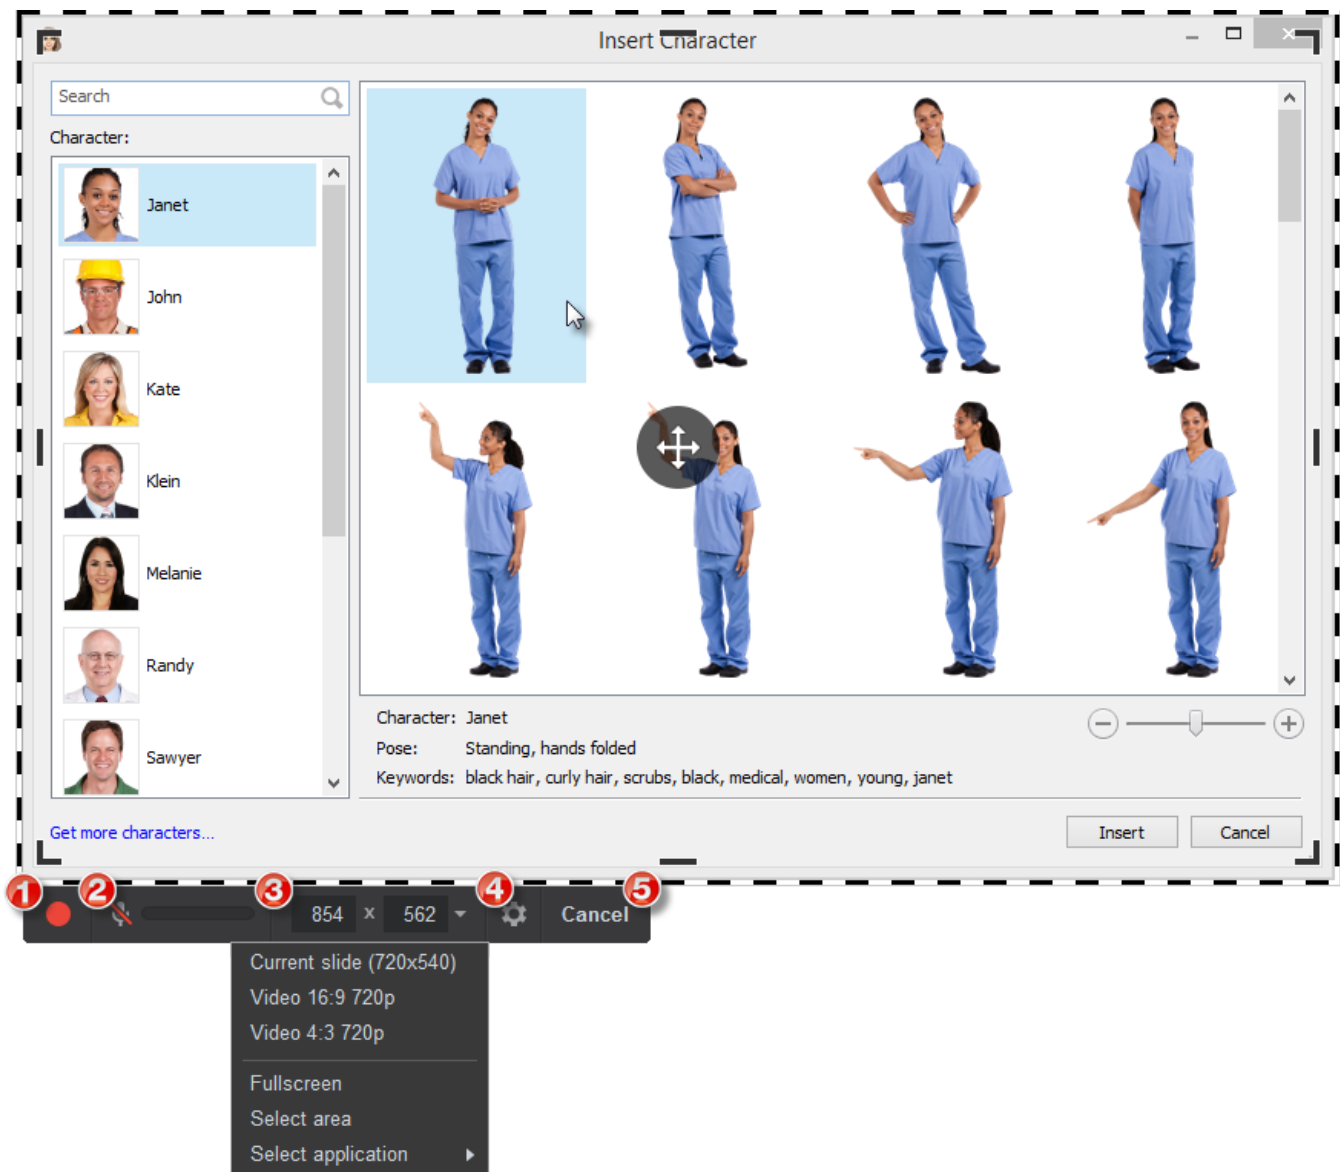 Insert Character
Search
Character:
Janet
John
Kate
Klein
Melanie
Randy
Sawyer
Character: Janet
Pose: Standing, hands folded
Keywords: black hair, curly hair, scrubs, black, medical, women, young, janet
Get more characters...
Insert
Cancel
1 2 3 4 5
854 x 562 Cancel
Current slide (720x540)
Video 16:9 720p
Video 4:3 720p
Fullscreen
Select area
Select application